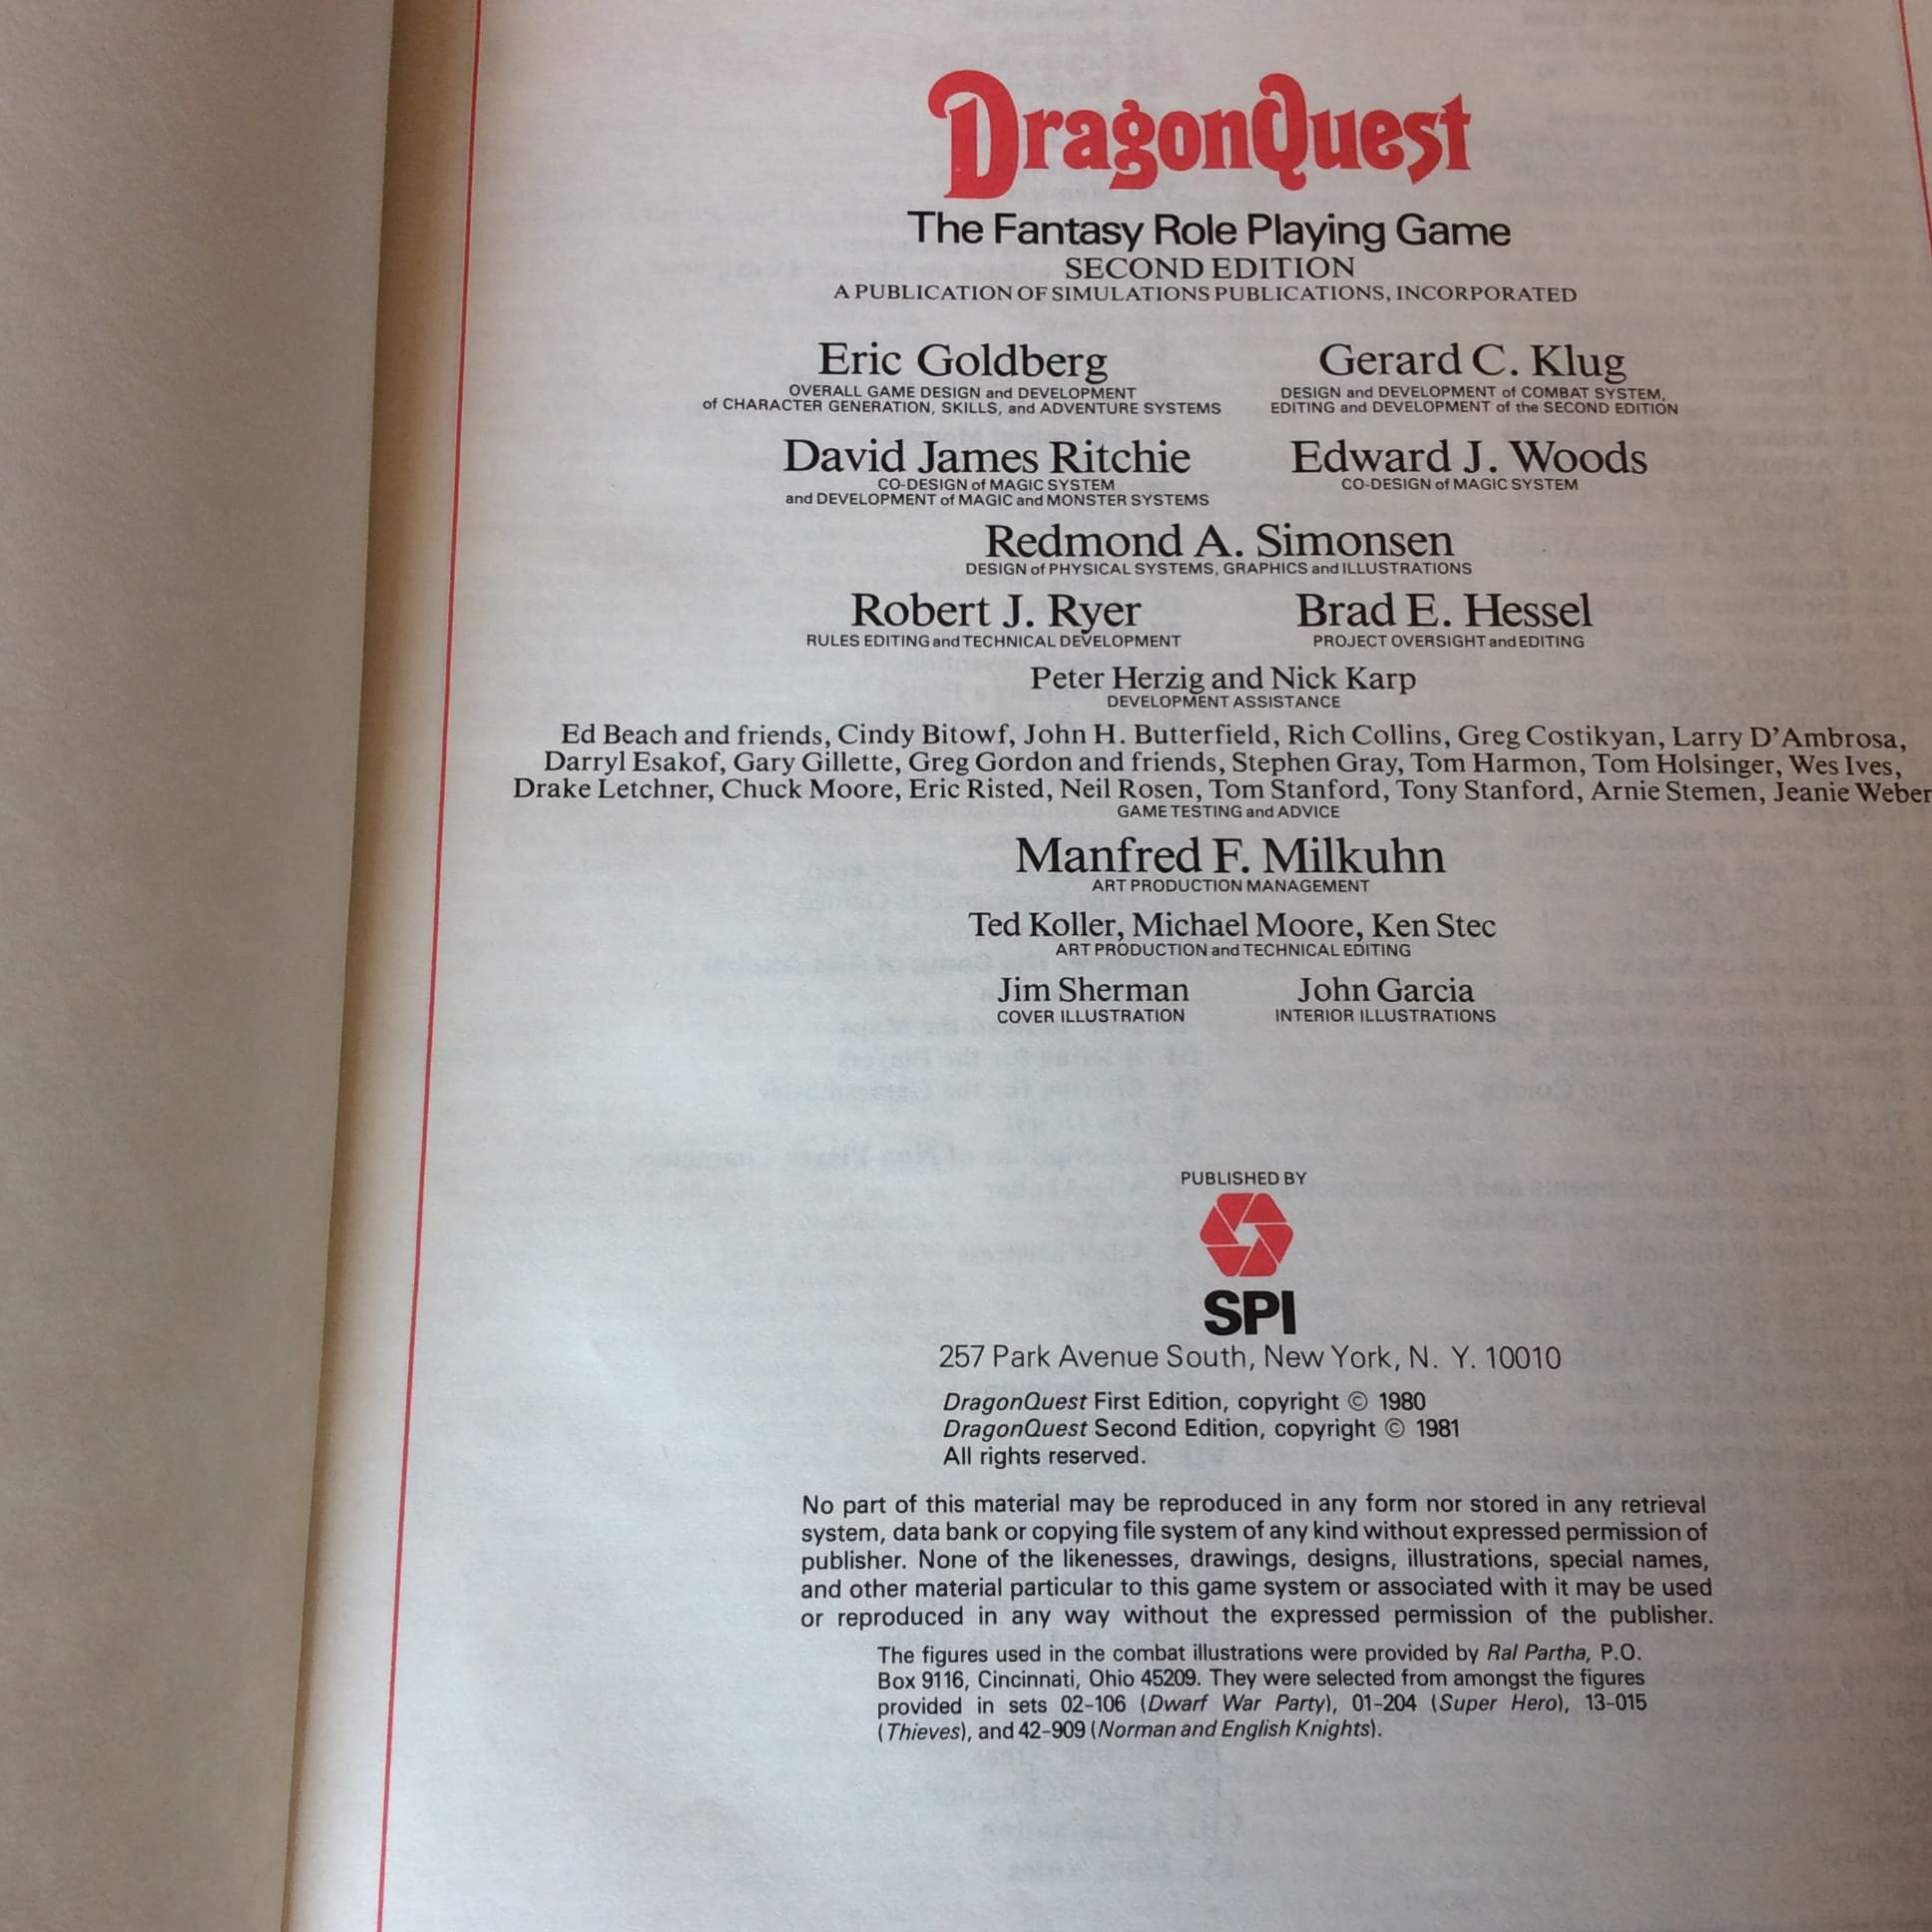 DragonQuest
The Fantasy Role Playing Game
SECOND EDITION
A PUBLICATION OF SIMULATIONS PUBLICATIONS, INCORPORATED
Eric Goldberg
OVERALL GAME DESIGN and DEVELOPMENT
of CHARACTER GENERATION, SKILLS, and ADVENTURE SYSTEMS
Gerard C. Klug
DESIGN and DEVELOPMENT of COMBAT SYSTEM,
EDITING and DEVELOPMENT of the SECOND EDITION
David James Ritchie
CO-DESIGN of MAGIC SYSTEM
and DEVELOPMENT of MAGIC and MONSTER SYSTEMS
Edward J. Woods
CO-DESIGN of MAGIC SYSTEM
Redmond A. Simonsen
DESIGN of PHYSICAL SYSTEMS, GRAPHICS and ILLUSTRATIONS
Robert J. Ryer
RULES EDITING and TECHNICAL DEVELOPMENT
Brad E. Hessel
PROJECT OVERSIGHT and EDITING
Peter Herzig and Nick Karp
DEVELOPMENT ASSISTANCE
Ed Beach and friends, Cindy Bitowf, John H. Butterfield, Rich Collins, Greg Costikyan, Larry D'Ambrosa,
Darryl Esakof, Gary Gillette, Greg Gordon and friends, Stephen Gray, Tom Harmon, Tom Holsinger, Wes Ives,
Drake Letchner, Chuck Moore, Eric Risted, Neil Rosen, Tom Stanford, Tony Stanford, Arnie Stemen, Jeanie Weber
GAME TESTING and ADVICE
Manfred F. Milkuhn
ART PRODUCTION MANAGEMENT
Ted Koller, Michael Moore, Ken Stec
ART PRODUCTION and TECHNICAL EDITING
Jim Sherman
COVER ILLUSTRATION
John Garcia
INTERIOR ILLUSTRATIONS
PUBLISHED BY
SPI
257 Park Avenue South, New York, N. Y. 10010
DragonQuest First Edition, copyright © 1980
DragonQuest Second Edition, copyright © 1981
All rights reserved.
No part of this material may be reproduced in any form nor stored in any retrieval
system, data bank or copying file system of any kind without expressed permission of
publisher. None of the likenesses, drawings, designs, illustrations, special names,
and other material particular to this game system or associated with it may be used
or reproduced in any way without the expressed permission of the publisher.
The figures used in the combat illustrations were provided by Ral Partha, P.O.
Box 9116, Cincinnati, Ohio 45209. They were selected from amongst the figures
provided in sets 02-106 (Dwarf War Party), 01-204 (Super Hero), 13-015
(Thieves), and 42-909 (Norman and English Knights).